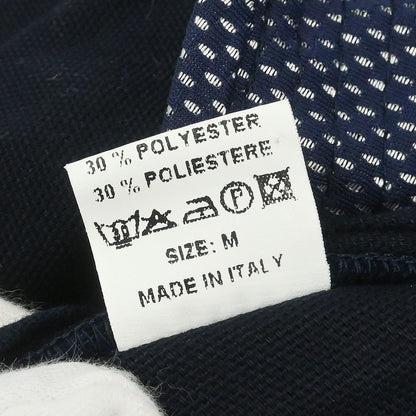 30 % POLYESTER
30 % POLIESTERE
P
SIZE: M
MADE IN ITALY